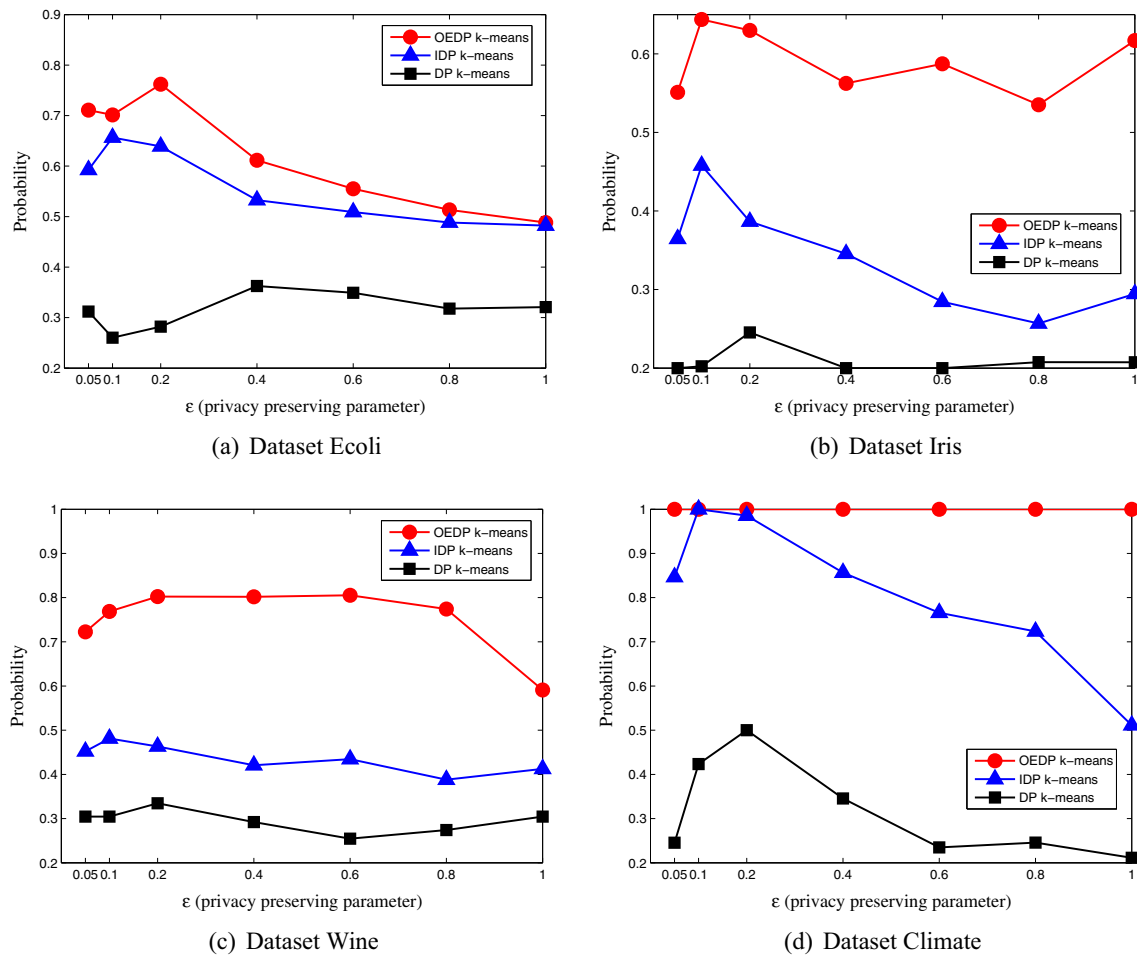 0.9
0.8
0.7
0.6
0.5
0.4
0.3
0.2
Probability
OEDP k−means
IDP k−means
DP k−means
0.05 0.1 0.2 0.4 0.6 0.8 1
ε (privacy preserving parameter)
(a) Dataset Ecoli
0.6
0.5
0.4
0.3
0.2
Probability
OEDP k−means
IDP k−means
DP k−means
0.05 0.1 0.2 0.4 0.6 0.8 1
ε (privacy preserving parameter)
(b) Dataset Iris
1
0.9
0.8
0.7
0.6
0.5
0.4
0.3
0.2
Probability
OEDP k−means
IDP k−means
DP k−means
0.05 0.1 0.2 0.4 0.6 0.8 1
ε (privacy preserving parameter)
(c) Dataset Wine
1
0.9
0.8
0.7
0.6
0.5
0.4
0.3
0.2
Probability
OEDP k−means
IDP k−means
DP k−means
0.05 0.1 0.2 0.4 0.6 0.8 1
ε (privacy preserving parameter)
(d) Dataset Climate